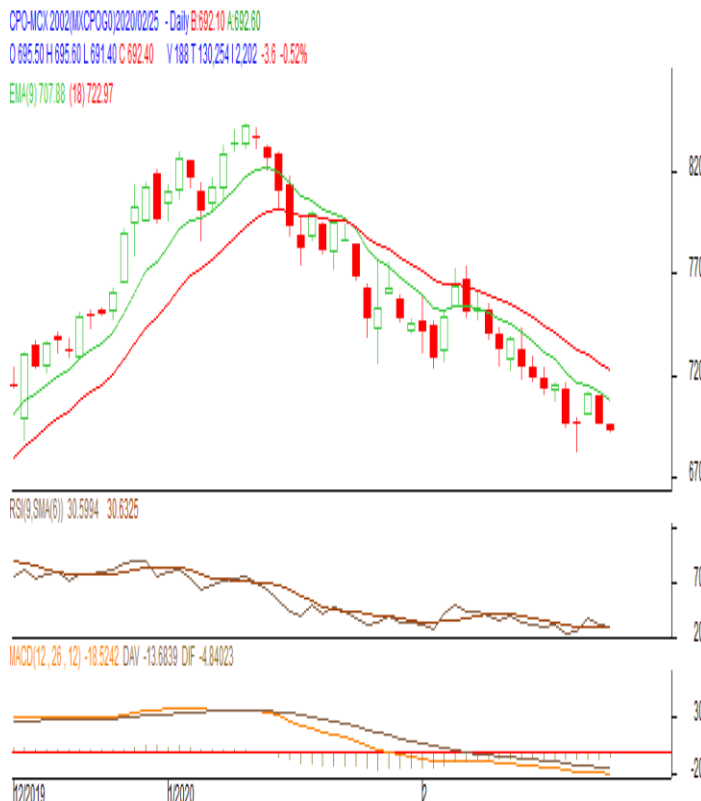 CPO-MCX 2002(MXCPOG0)2020/02/25 - Daily B:692.10 A:692.60
O 695.50 H 695.60 L 691.40 C 692.40 V 188 T 130,254 I 2,202 -3.6 -0.52%
EMA(9) 707.88 (18) 722.97
820
770
720
670
RSI(9,SMA(6)) 30.5994 30.6325
70
20
MACD(12 , 26 , 12) -18.5242 DAV -13.6839 DIF -4.84023
30
-20
12/2019 1/2020 2